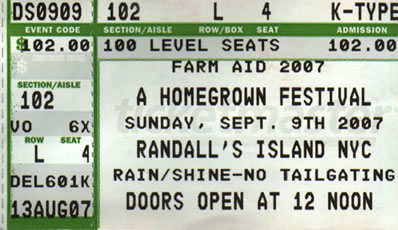 DS0909 102 L 4 K-TYPE
EVENT CODE SECTION/AISLE ROW/BOX SEAT ADMISSION
$102.00 100 LEVEL SEATS 102.00
FARM AID 2007
SECTION/AISLE
102
A HOMEGROWN FESTIVAL
VO 6X SUNDAY, SEPT. 9TH 2007
ROW SEAT
L 4
RANDALL'S ISLAND NYC
DEL601K RAIN/SHINE-NO TAILGATING
13AUG07 DOORS OPEN AT 12 NOON